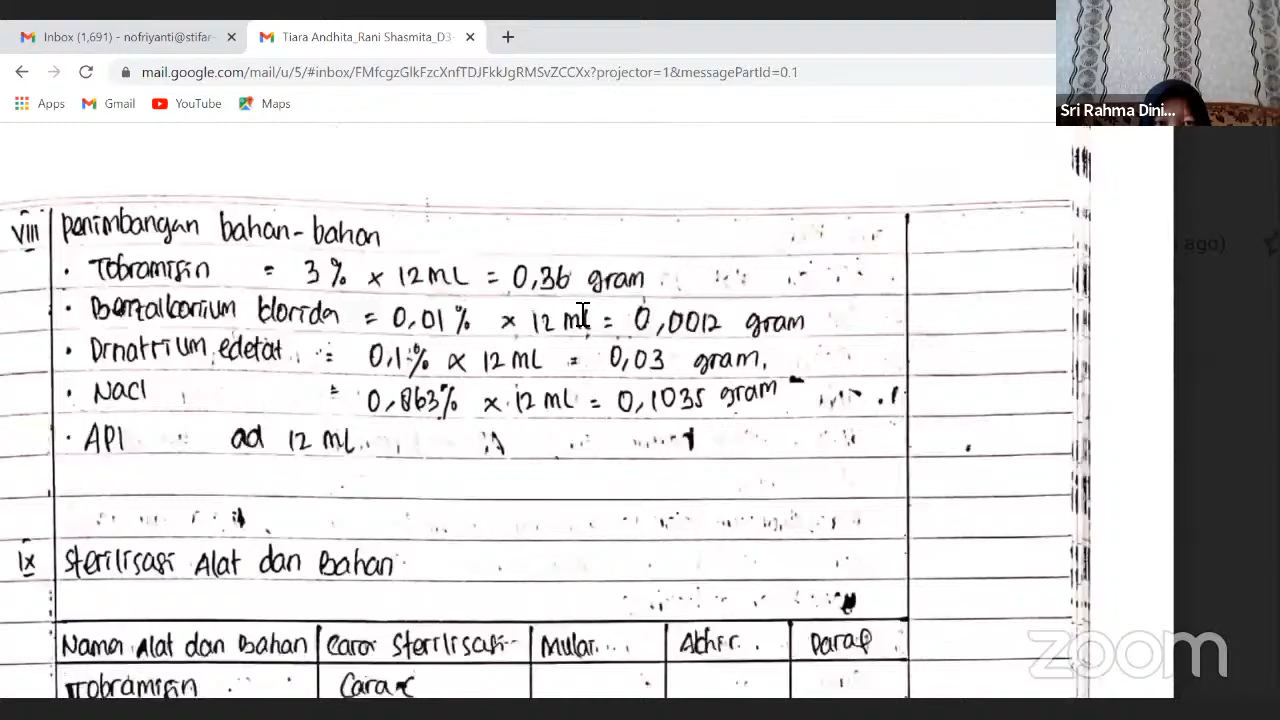 Inbox (1,691) - nofriyanti@stifar
Tiara Andhita_Rani Shasmita_D3-
mail.google.com/mail/u/5/#inbox/FMfcgzGlkFzcXnfTDJFkkJgRMSvZCCXx?projector=1&messagePartId=0.1
Apps Gmail YouTube Maps
Sri Rahma Dini...
ago)
VIII Penimbangan bahan-bahan
• Tobramisin = 3 % x 12 mL = 0,36 gram
• Benzalkonium klorida = 0,01 % x 12 ml = 0,0012 gram
• Dinatrium edetat = 0,1 % x 12 mL = 0,03 gram,
• Nacl = 0,863% x 12 mL = 0,1035 gram
• API ad 12 mL
IX Sterilisasi Alat dan Bahan
Nama Alat dan Bahan Cara Sterilisasi Mulai Akhir Paraf
Tobramisin Cara c
zoom